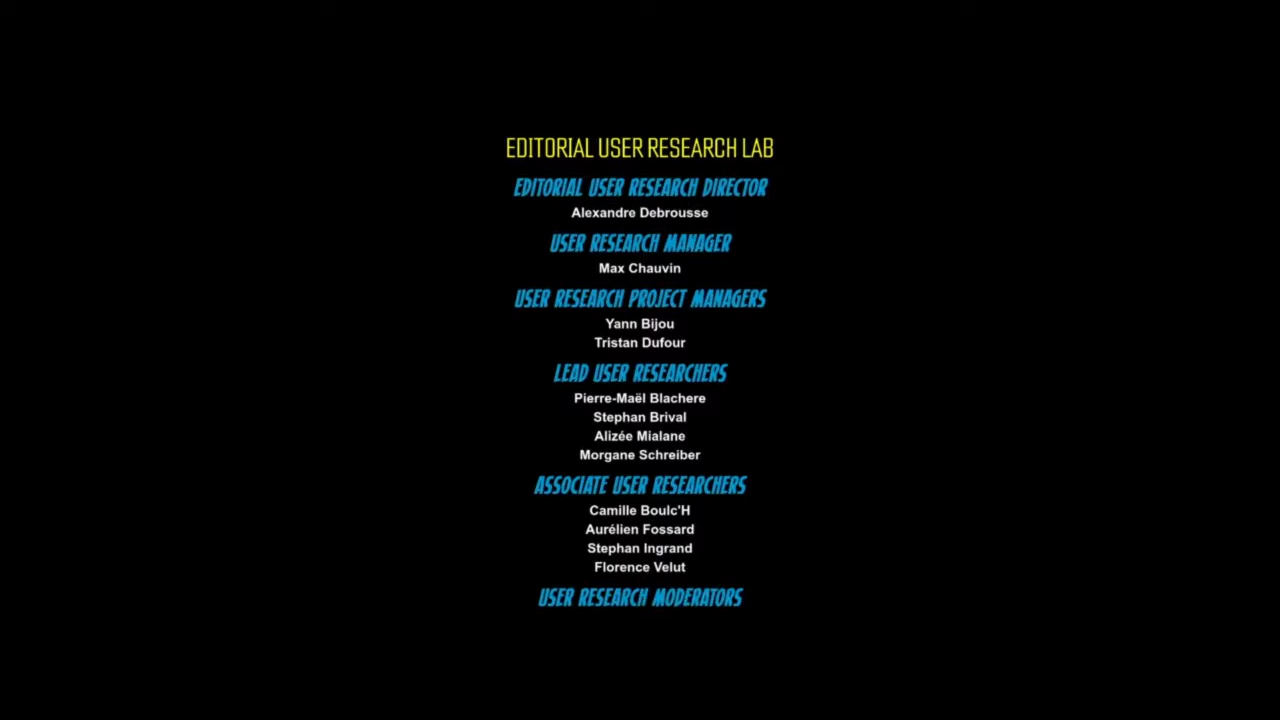 EDITORIAL USER RESEARCH LAB
EDITORIAL USER RESEARCH DIRECTOR
Alexandre Debrousse
USER RESEARCH MANAGER
Max Chauvin
USER RESEARCH PROJECT MANAGERS
Yann Bijou
Tristan Dufour
LEAD USER RESEARCHERS
Pierre-Maël Blachere
Stephan Brival
Alizée Mialane
Morgane Schreiber
ASSOCIATE USER RESEARCHERS
Camille Boulc'H
Aurélien Fossard
Stephan Ingrand
Florence Velut
USER RESEARCH MODERATORS